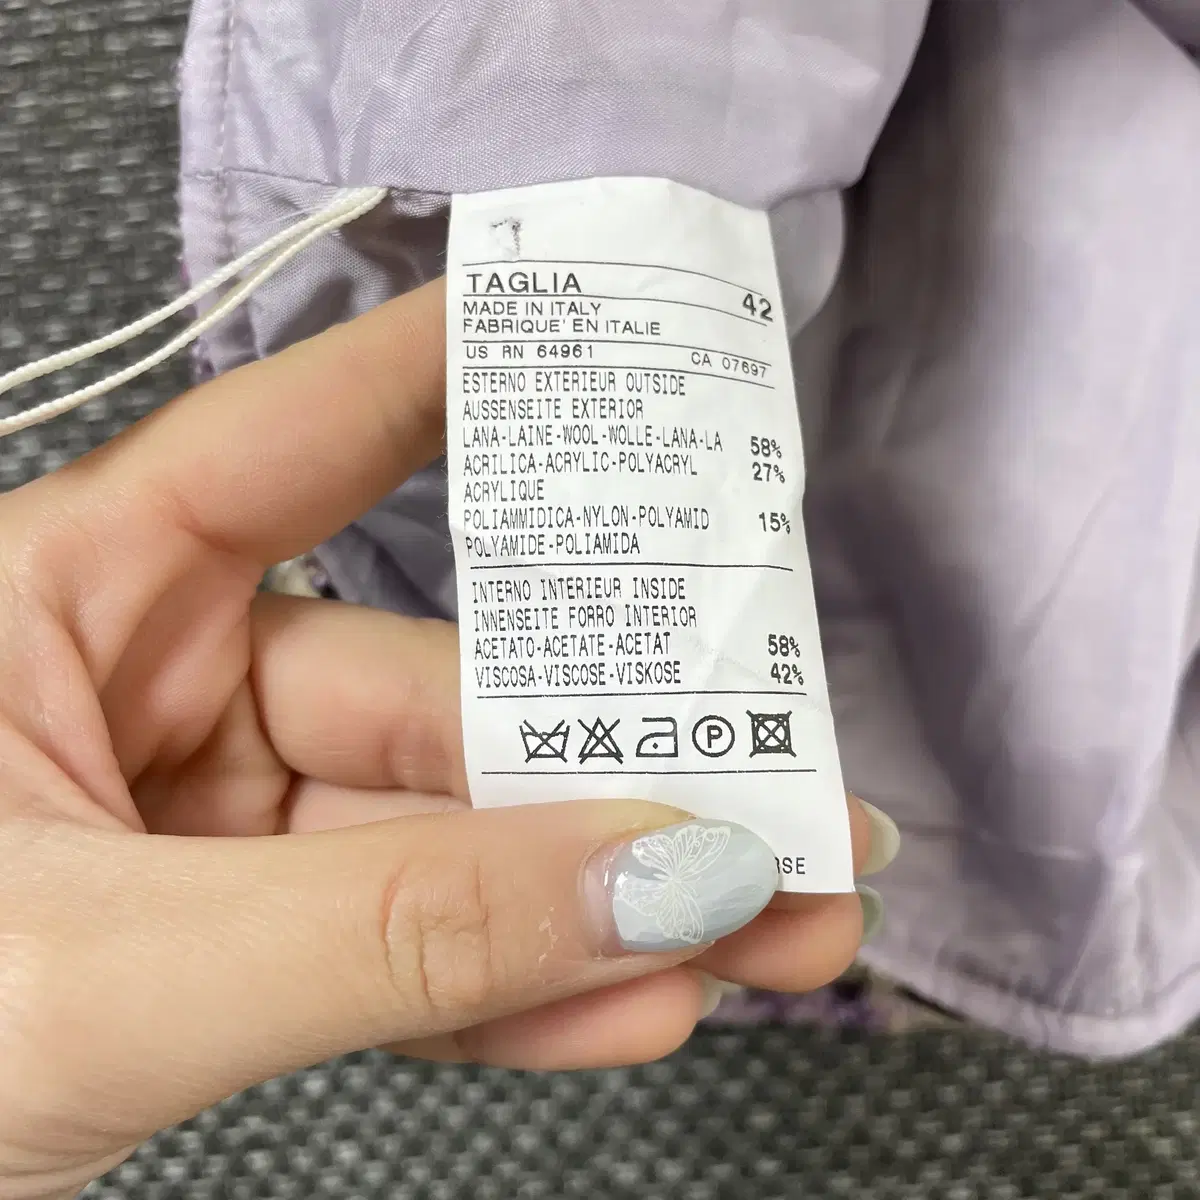 TAGLIA 42
MADE IN ITALY
FABRIQUE' EN ITALIE
US RN 64961 CA 07697
ESTERNO EXTERIEUR OUTSIDE
AUSSENSEITE EXTERIOR
LANA-LAINE-WOOL-WOLLE-LANA-LA 58%
ACRILICA-ACRYLIC-POLYACRYL 27%
ACRYLIQUE
POLIAMMIDICA-NYLON-POLYAMID 15%
POLYAMIDE-POLIAMIDA
INTERNO INTERIEUR INSIDE
INNENSEITE FORRO INTERIOR
ACETATO-ACETATE-ACETAT 58%
VISCOSA-VISCOSE-VISKOSE 42%
P